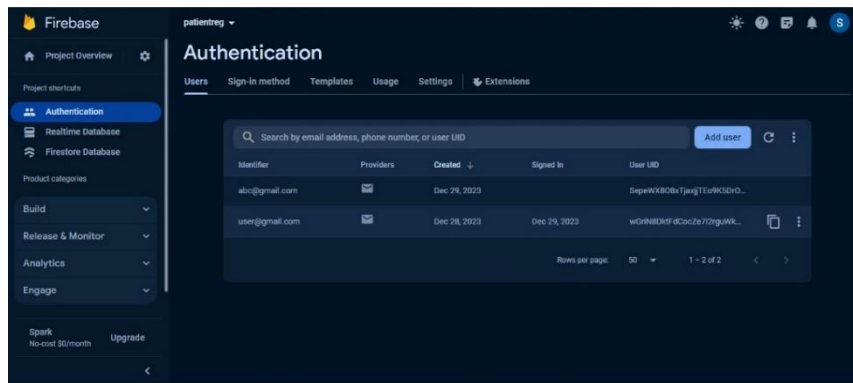 Firebase
patientreg
S
Project Overview
Authentication
Project shortcuts
Users Sign-in method Templates Usage Settings Extensions
Authentication
Realtime Database
Firestore Database
Search by email address, phone number, or user UID
Add user
Identifier Providers Created Signed In User UID
Product categories
abc@gmail.com Dec 29, 2023
Build
user@gmail.com Dec 28, 2023 Dec 29, 2023
Release & Monitor
Analytics
Rows per page: 50 1 – 2 of 2
Engage
Spark
No-cost $0/month
Upgrade